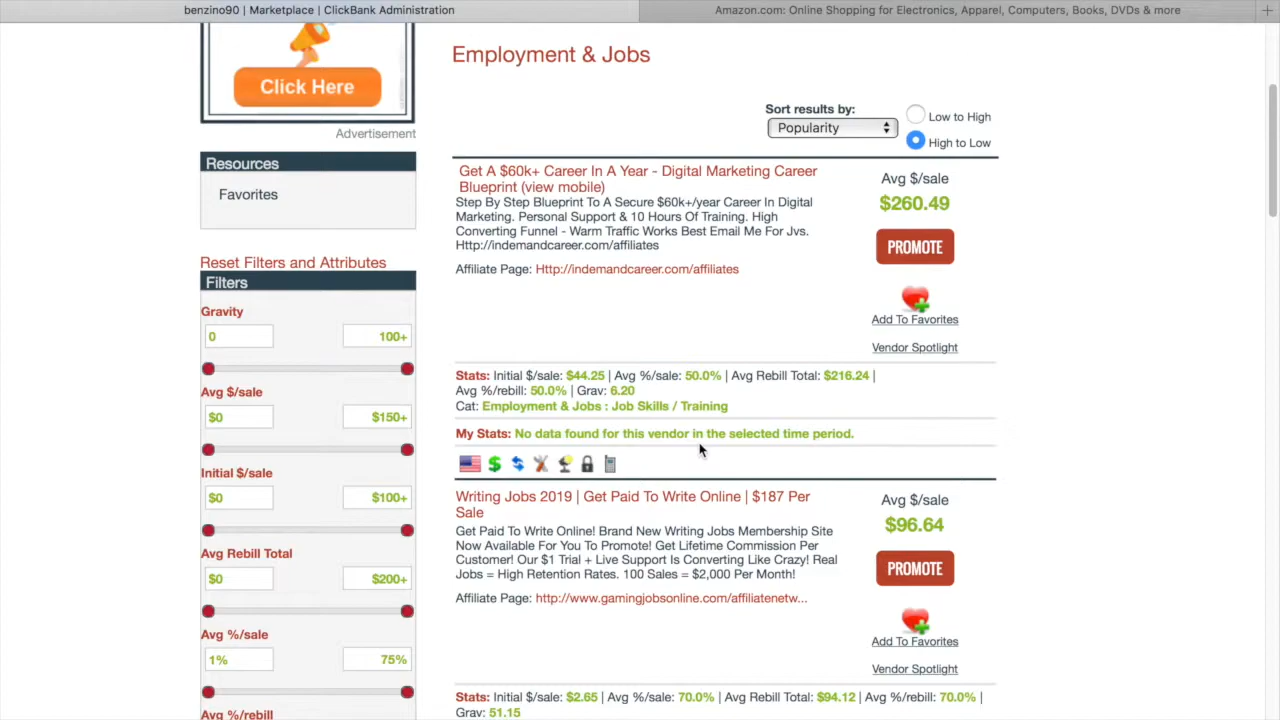 benzino90 | Marketplace | ClickBank Administration
Amazon.com: Online Shopping for Electronics, Apparel, Computers, Books, DVDs & more
Click Here
Advertisement
Resources
Favorites
Reset Filters and Attributes
Filters
Gravity
0
100+
Avg $/sale
$0
$150+
Initial $/sale
$0
$100+
Avg Rebill Total
$0
$200+
Avg %/sale
1%
75%
Avg %/rebill
Employment & Jobs
Sort results by:
Popularity
Low to High
High to Low
Get A $60k+ Career In A Year - Digital Marketing Career
Blueprint (view mobile)
Step By Step Blueprint To A Secure $60k+/year Career In Digital
Marketing. Personal Support & 10 Hours Of Training. High
Converting Funnel - Warm Traffic Works Best Email Me For Jvs.
Http://indemandcareer.com/affiliates
Affiliate Page: Http://indemandcareer.com/affiliates
Avg $/sale
$260.49
PROMOTE
Add To Favorites
Vendor Spotlight
Stats: Initial $/sale: $44.25 | Avg %/sale: 50.0% | Avg Rebill Total: $216.24 |
Avg %/rebill: 50.0% | Grav: 6.20
Cat: Employment & Jobs : Job Skills / Training
My Stats: No data found for this vendor in the selected time period.
Writing Jobs 2019 | Get Paid To Write Online | $187 Per
Sale
Get Paid To Write Online! Brand New Writing Jobs Membership Site
Now Available For You To Promote! Get Lifetime Commission Per
Customer! Our $1 Trial + Live Support Is Converting Like Crazy! Real
Jobs = High Retention Rates. 100 Sales = $2,000 Per Month!
Affiliate Page: http://www.gamingjobsonline.com/affiliatenetw...
Avg $/sale
$96.64
PROMOTE
Add To Favorites
Vendor Spotlight
Stats: Initial $/sale: $2.65 | Avg %/sale: 70.0% | Avg Rebill Total: $94.12 | Avg %/rebill: 70.0% |
Grav: 51.15